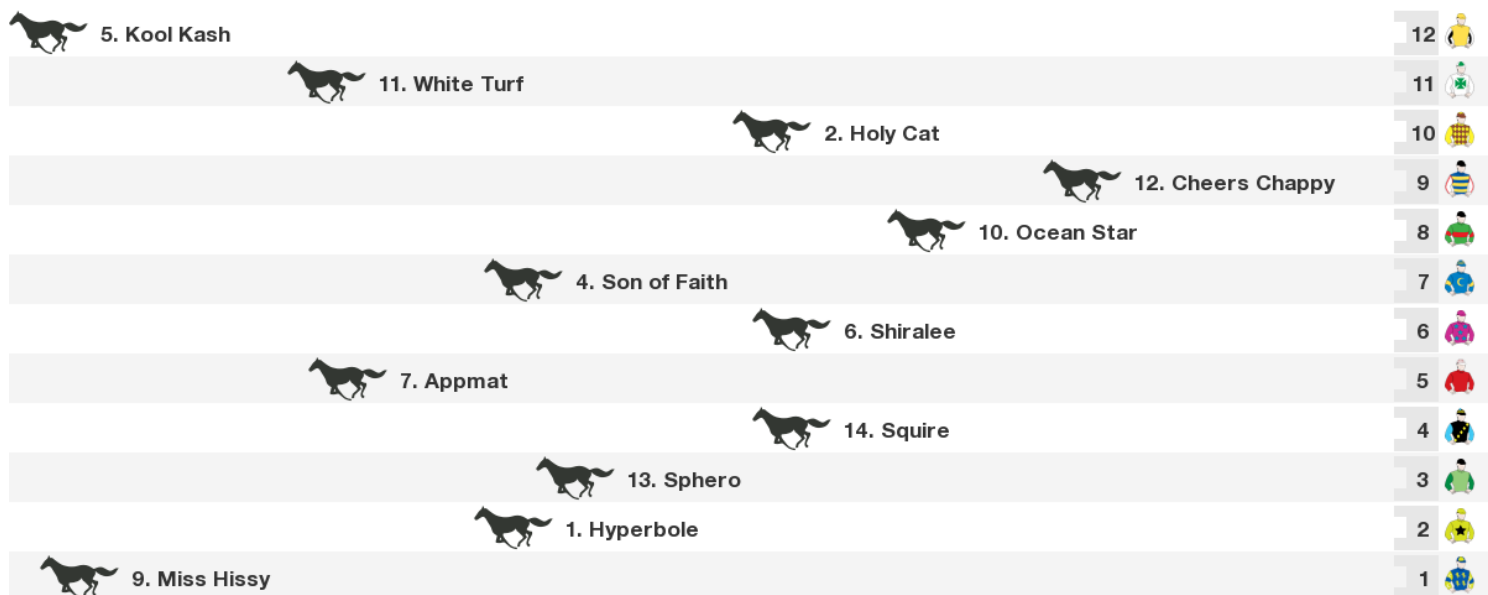 5. Kool Kash 12
11. White Turf 11
2. Holy Cat 10
12. Cheers Chappy 9
10. Ocean Star 8
4. Son of Faith 7
6. Shiralee 6
7. Appmat 5
14. Squire 4
13. Sphero 3
1. Hyperbole 2
9. Miss Hissy 1